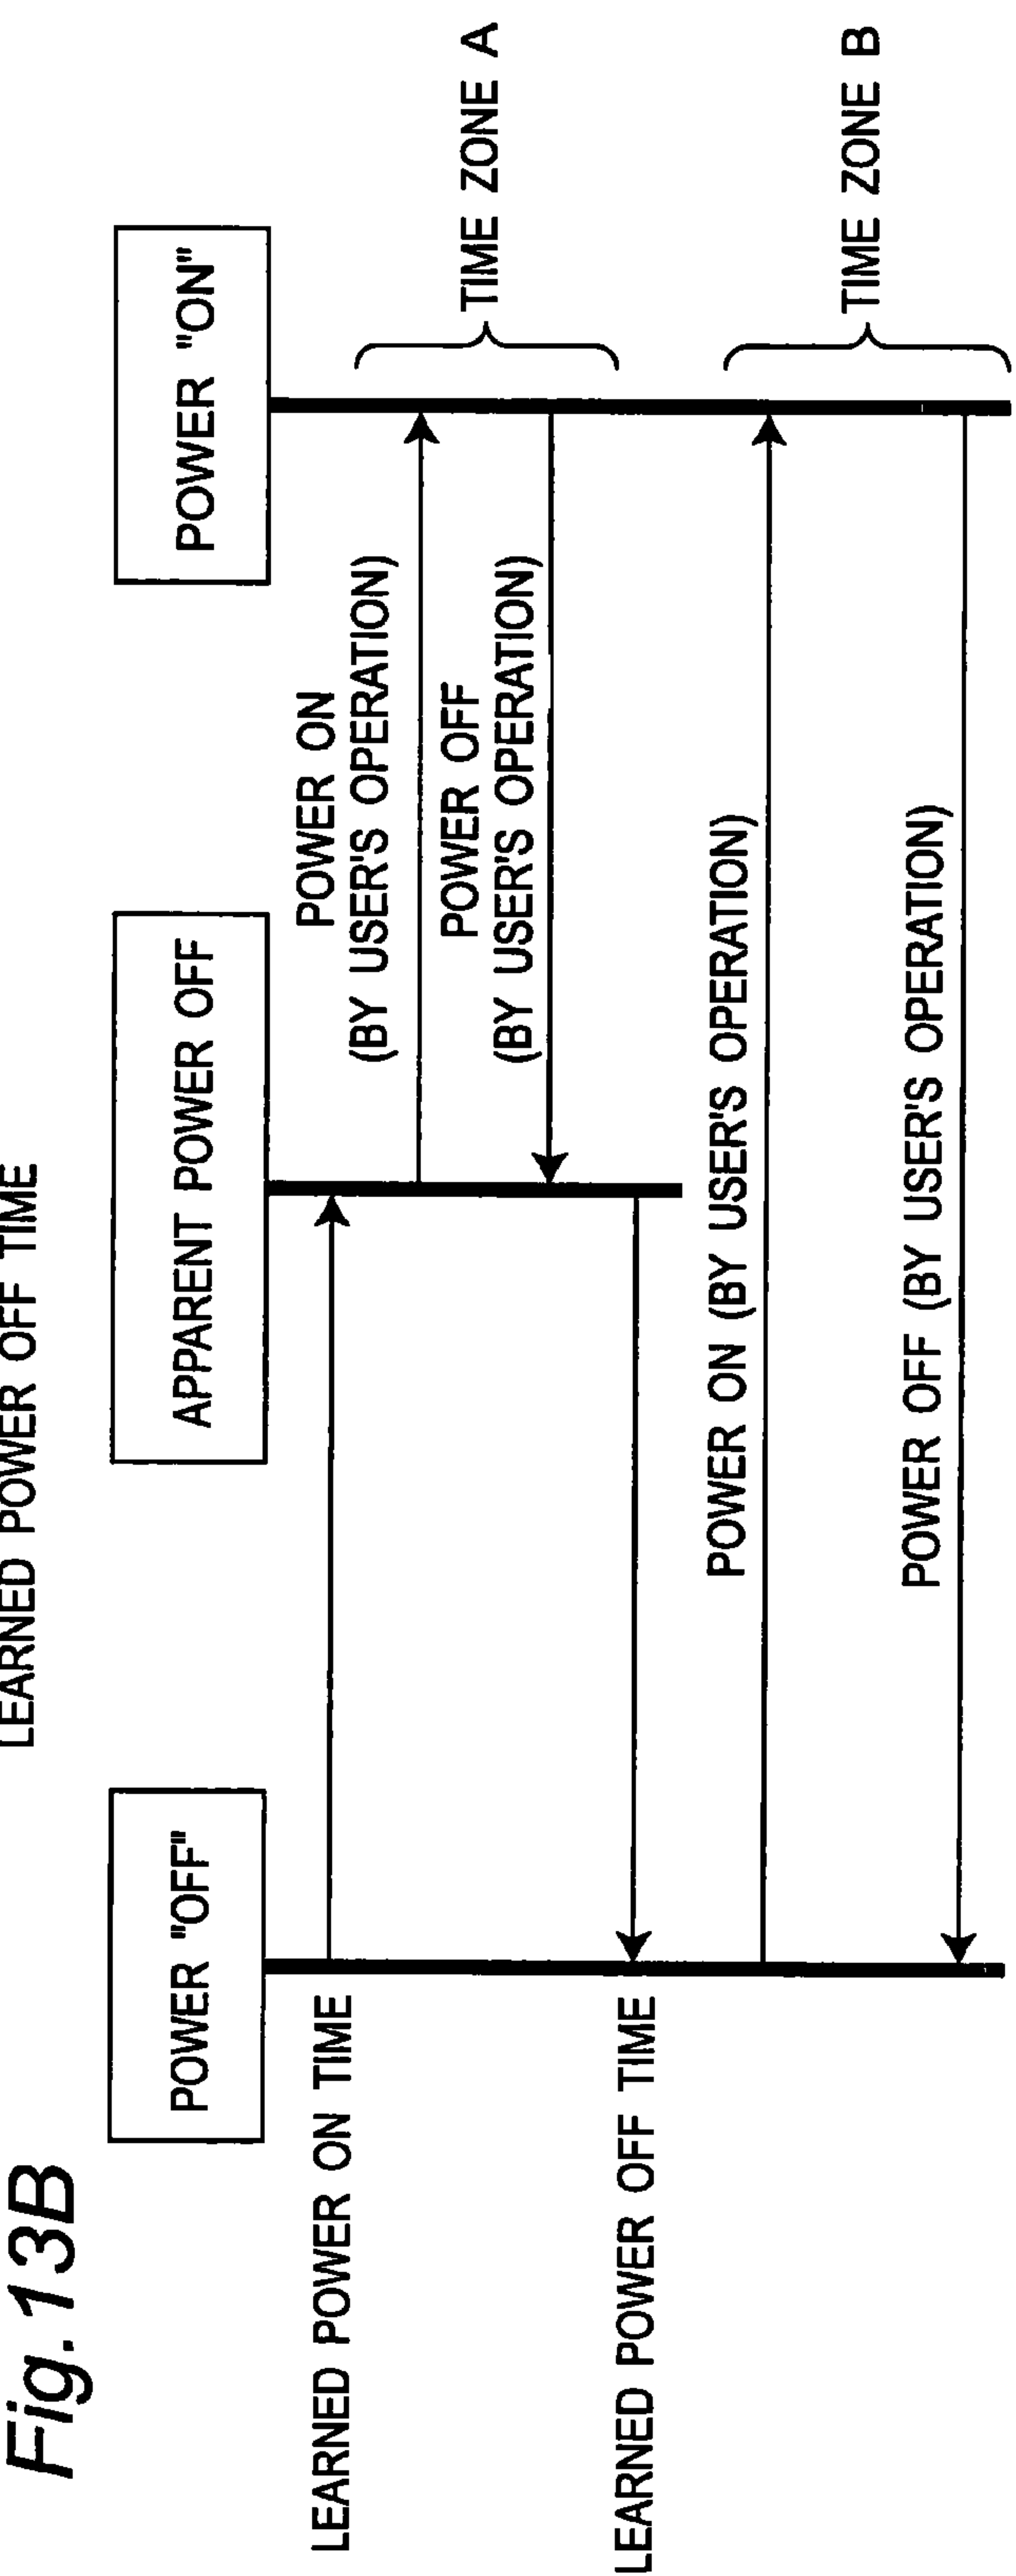 LEARNED POWER OFF TIME
Fig. 13B
POWER "OFF"
APPARENT POWER OFF
POWER "ON"
LEARNED POWER ON TIME
POWER ON
(BY USER'S OPERATION)
TIME ZONE A
POWER OFF
(BY USER'S OPERATION)
LEARNED POWER OFF TIME
POWER ON (BY USER'S OPERATION)
TIME ZONE B
POWER OFF (BY USER'S OPERATION)